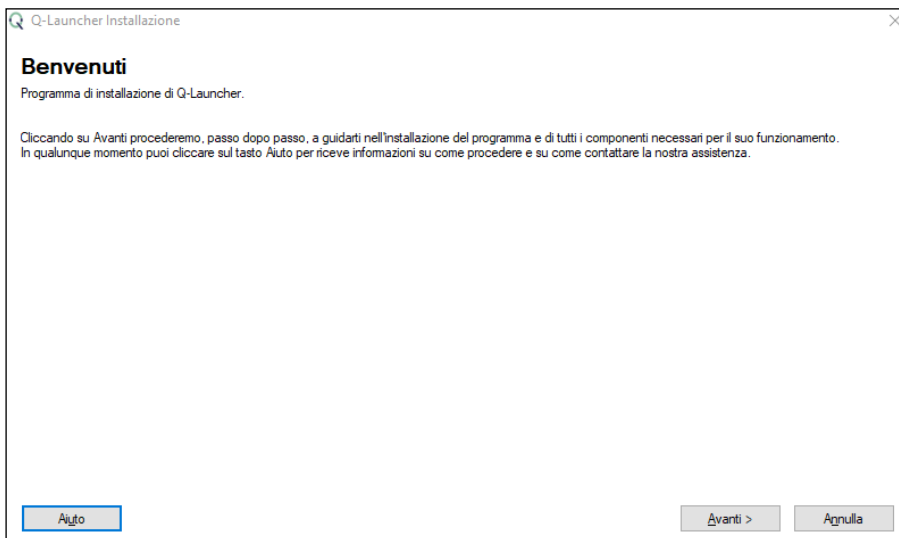 Q-Launcher Installazione
Benvenuti
Programma di installazione di Q-Launcher.
Cliccando su Avanti procederemo, passo dopo passo, a guidarti nell'installazione del programma e di tutti i componenti necessari per il suo funzionamento.
In qualunque momento puoi cliccare sul tasto Aiuto per riceve informazioni su come procedere e su come contattare la nostra assistenza.
Aiuto
Avanti >
Annulla